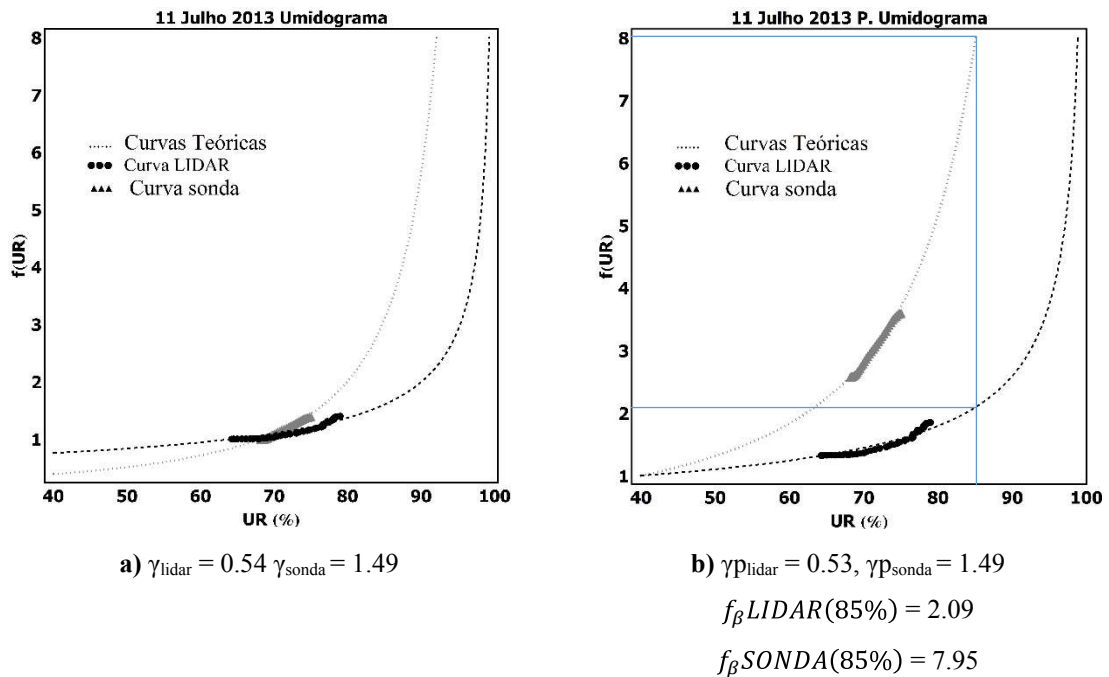 11 Julho 2013 Umidograma
8
7
6
5
4
3
2
1
f(UR)
Curvas Teóricas
Curva LIDAR
Curva sonda
40 50 60 70 80 90 100
UR (%)
a) γlidar = 0.54 γsonda = 1.49
11 Julho 2013 P. Umidograma
8
7
6
5
4
3
2
1
f(UR)
Curvas Teóricas
Curva LIDAR
Curva sonda
40 50 60 70 80 90 100
UR (%)
b) γplidar = 0.53, γpsonda = 1.49
fβLIDAR(85%) = 2.09
fβSONDA(85%) = 7.95